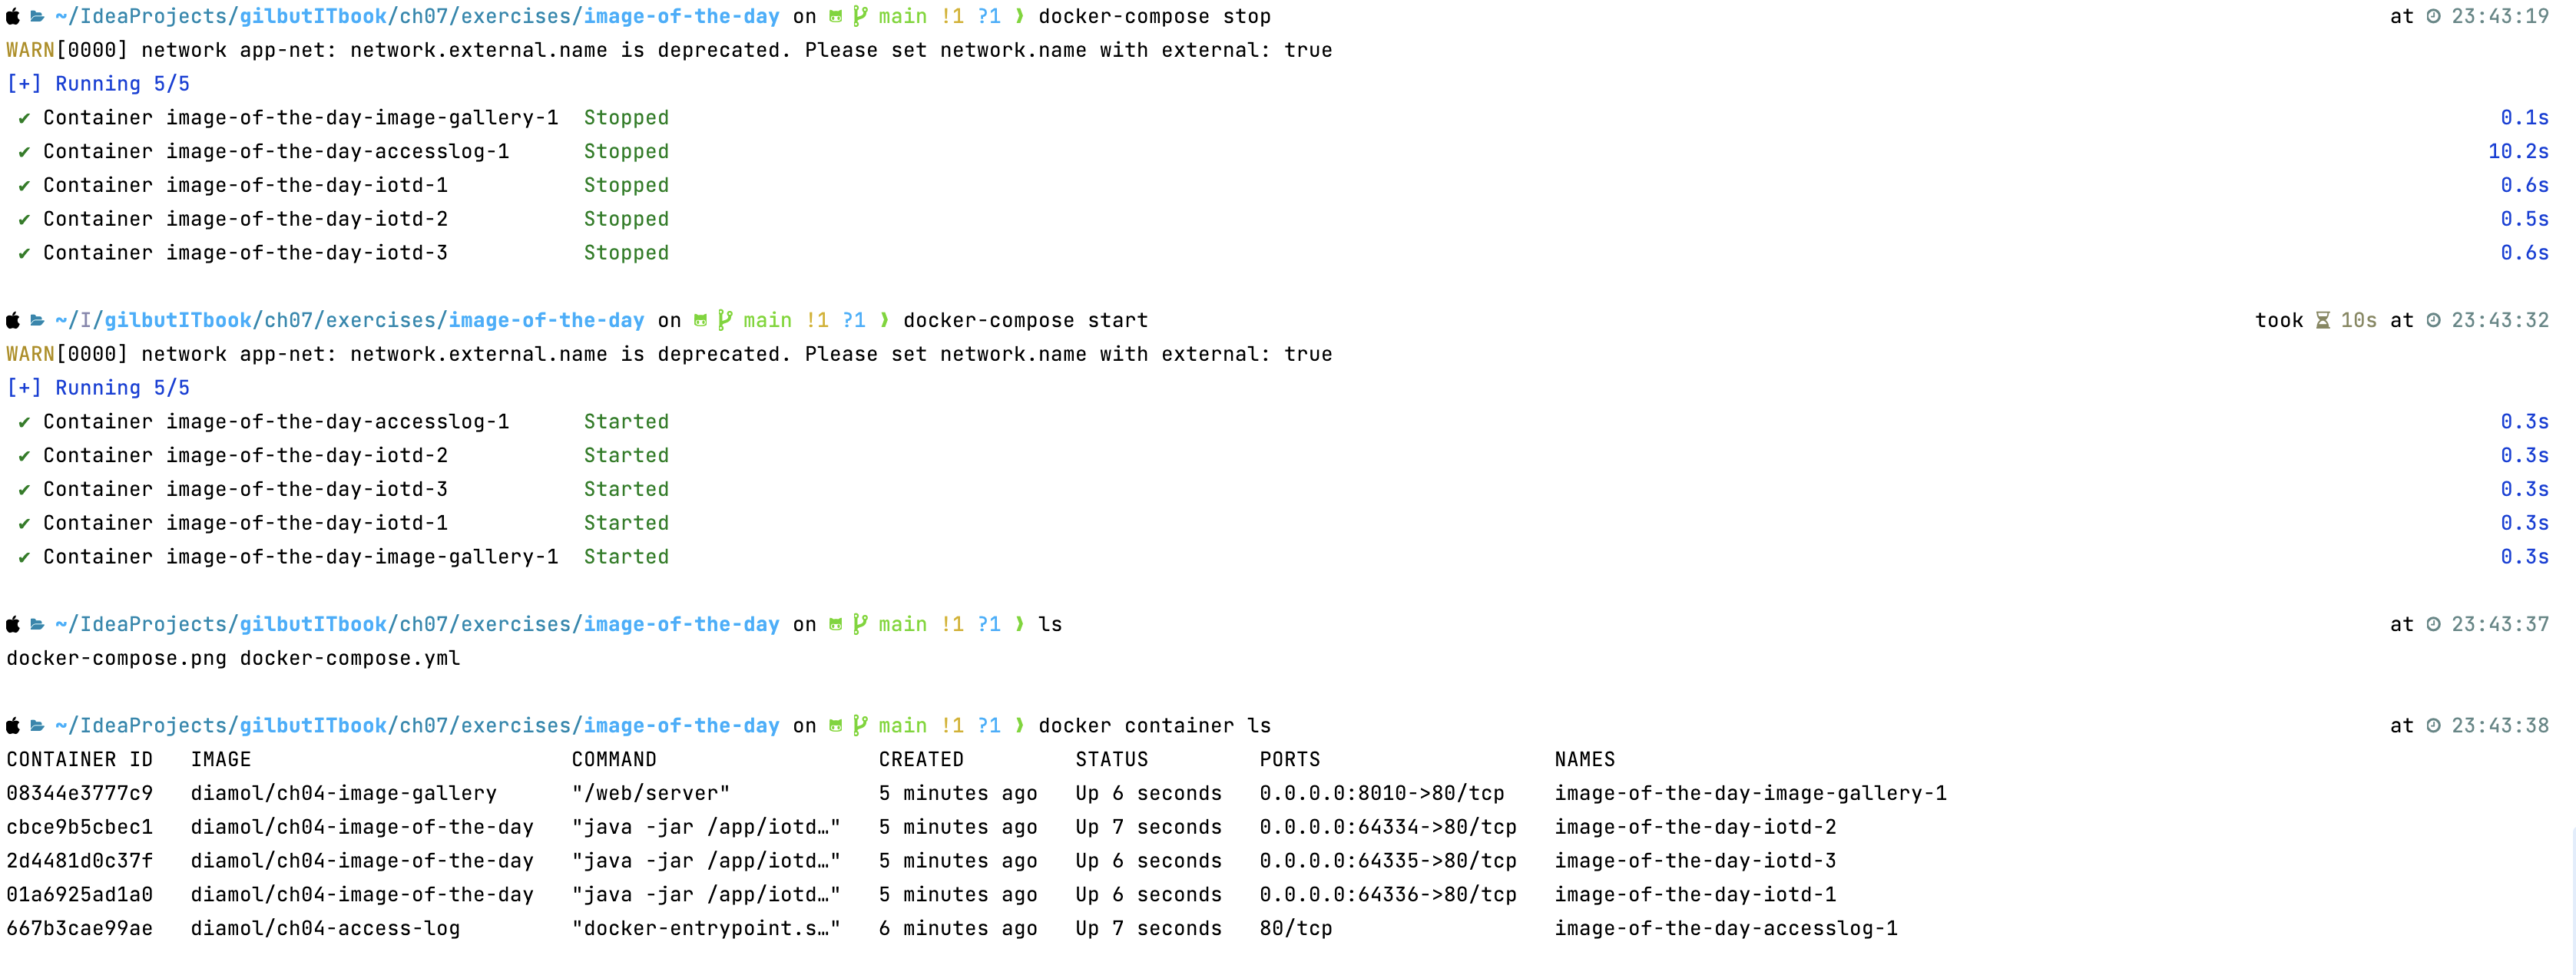 ~/IdeaProjects/gilbutITbook/ch07/exercises/image-of-the-day on main !1 ?1 ❯ docker-compose stop at 23:43:19
WARN[0000] network app-net: network.external.name is deprecated. Please set network.name with external: true
[+] Running 5/5
✔ Container image-of-the-day-image-gallery-1 Stopped 0.1s
✔ Container image-of-the-day-accesslog-1 Stopped 10.2s
✔ Container image-of-the-day-iotd-1 Stopped 0.6s
✔ Container image-of-the-day-iotd-2 Stopped 0.5s
✔ Container image-of-the-day-iotd-3 Stopped 0.6s
~/I/gilbutITbook/ch07/exercises/image-of-the-day on main !1 ?1 ❯ docker-compose start took 10s at 23:43:32
WARN[0000] network app-net: network.external.name is deprecated. Please set network.name with external: true
[+] Running 5/5
✔ Container image-of-the-day-accesslog-1 Started 0.3s
✔ Container image-of-the-day-iotd-2 Started 0.3s
✔ Container image-of-the-day-iotd-3 Started 0.3s
✔ Container image-of-the-day-iotd-1 Started 0.3s
✔ Container image-of-the-day-image-gallery-1 Started 0.3s
~/IdeaProjects/gilbutITbook/ch07/exercises/image-of-the-day on main !1 ?1 ❯ ls at 23:43:37
docker-compose.png docker-compose.yml
~/IdeaProjects/gilbutITbook/ch07/exercises/image-of-the-day on main !1 ?1 ❯ docker container ls at 23:43:38
CONTAINER ID IMAGE COMMAND CREATED STATUS PORTS NAMES
08344e3777c9 diamol/ch04-image-gallery "/web/server" 5 minutes ago Up 6 seconds 0.0.0.0:8010->80/tcp image-of-the-day-image-gallery-1
cbce9b5cbec1 diamol/ch04-image-of-the-day "java -jar /app/iotd…" 5 minutes ago Up 7 seconds 0.0.0.0:64334->80/tcp image-of-the-day-iotd-2
2d4481d0c37f diamol/ch04-image-of-the-day "java -jar /app/iotd…" 5 minutes ago Up 6 seconds 0.0.0.0:64335->80/tcp image-of-the-day-iotd-3
01a6925ad1a0 diamol/ch04-image-of-the-day "java -jar /app/iotd…" 5 minutes ago Up 6 seconds 0.0.0.0:64336->80/tcp image-of-the-day-iotd-1
667b3cae99ae diamol/ch04-access-log "docker-entrypoint.s…" 6 minutes ago Up 7 seconds 80/tcp image-of-the-day-accesslog-1